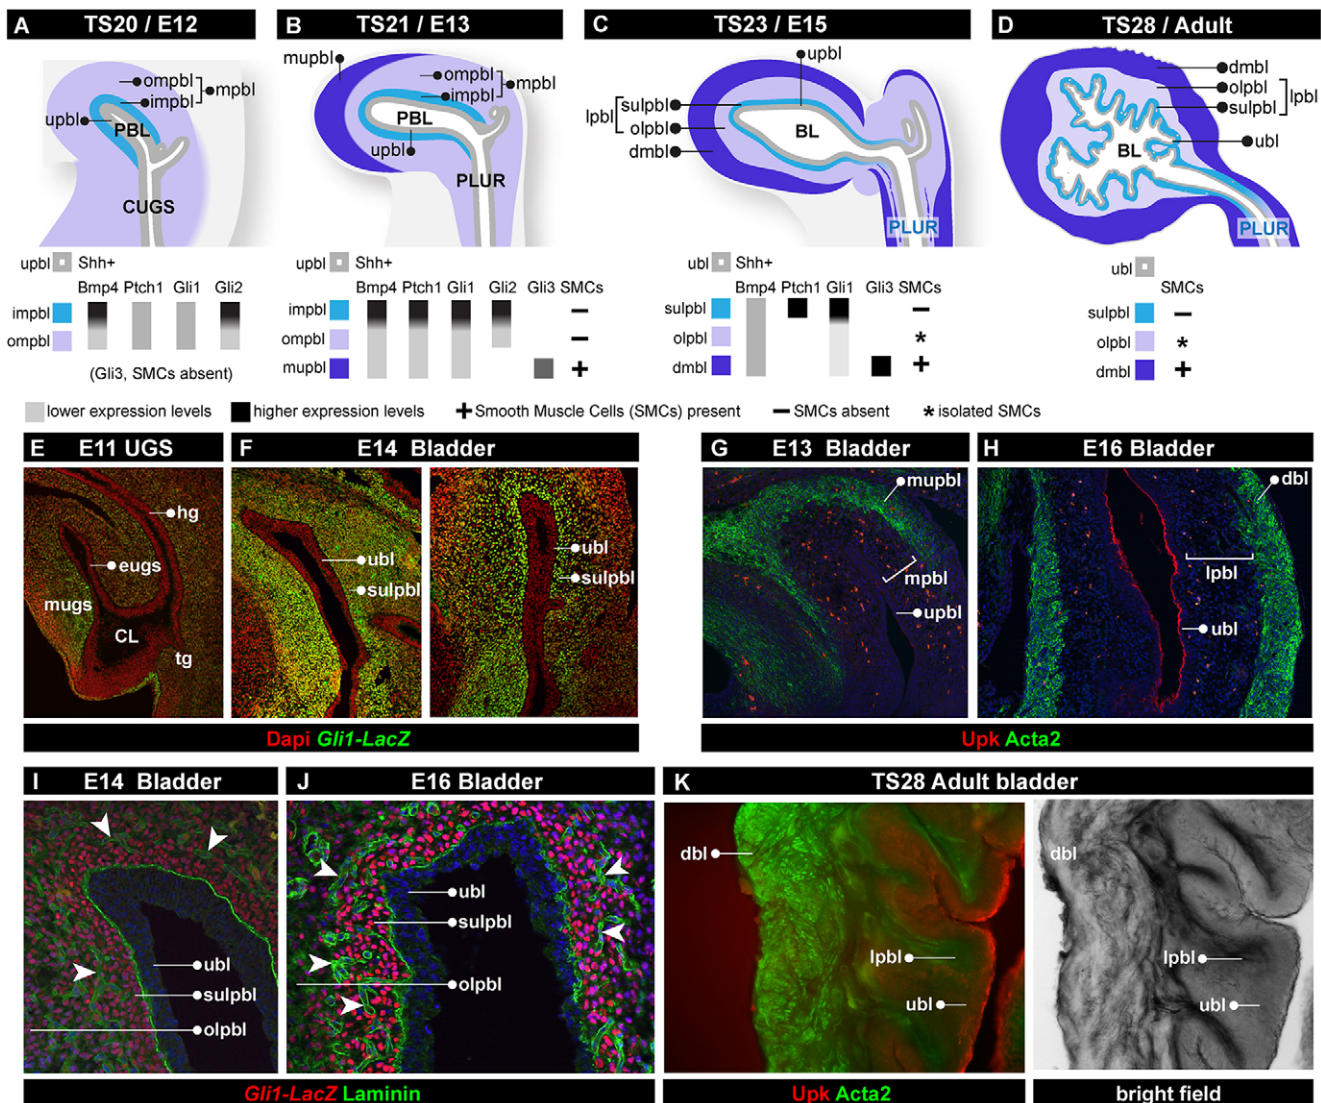 A TS20 / E12
ompbl
impbl
mpbl
upbl
PBL
CUGS
upbl Shh+
Bmp4 Ptch1 Gli1 Gli2
impbl
ompbl
(Gli3, SMCs absent)
B TS21 / E13
mupbl
ompbl
impbl
mpbl
PBL
upbl
PLUR
upbl Shh+
Bmp4 Ptch1 Gli1 Gli2 Gli3 SMCs
impbl −
ompbl −
mupbl +
C TS23 / E15
upbl
sulpbl
lpbl
olpbl
dmbl
BL
PLUR
ubl Shh+
Bmp4 Ptch1 Gli1 Gli3 SMCs
sulpbl −
olpbl *
dmbl +
D TS28 / Adult
dmbl
olpbl
sulpbl
lpbl
ubl
BL
PLUR
ubl
SMCs
sulpbl −
olpbl *
dmbl +
lower expression levels higher expression levels + Smooth Muscle Cells (SMCs) present − SMCs absent * isolated SMCs
E E11 UGS
hg
eugs
mugs
CL
tg
F E14 Bladder
ubl
sulpbl
ubl
sulpbl
Dapi Gli1-LacZ
G E13 Bladder
mupbl
mpbl
upbl
H E16 Bladder
dbl
lpbl
ubl
Upk Acta2
I E14 Bladder
ubl
sulpbl
olpbl
J E16 Bladder
ubl
sulpbl
olpbl
Gli1-LacZ Laminin
K TS28 Adult bladder
dbl
lpbl
ubl
dbl
lpbl
ubl
Upk Acta2
bright field